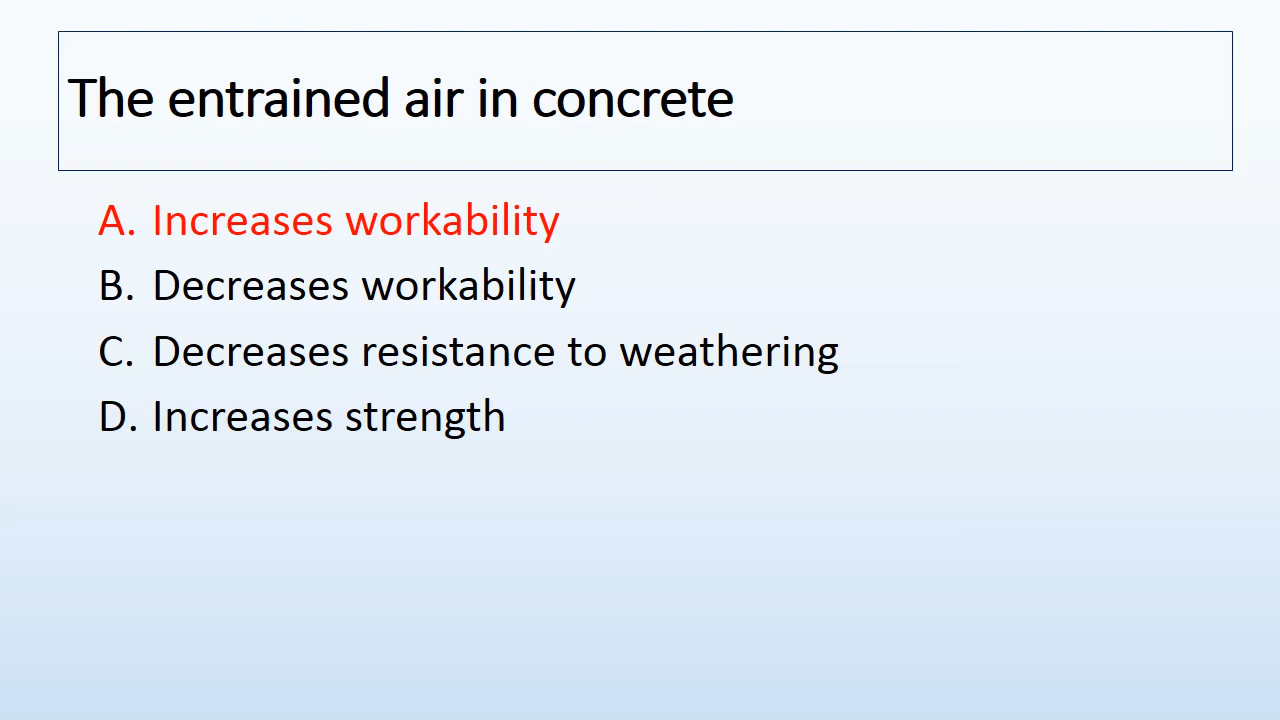 The entrained air in concrete
A. Increases workability
B. Decreases workability
C. Decreases resistance to weathering
D. Increases strength